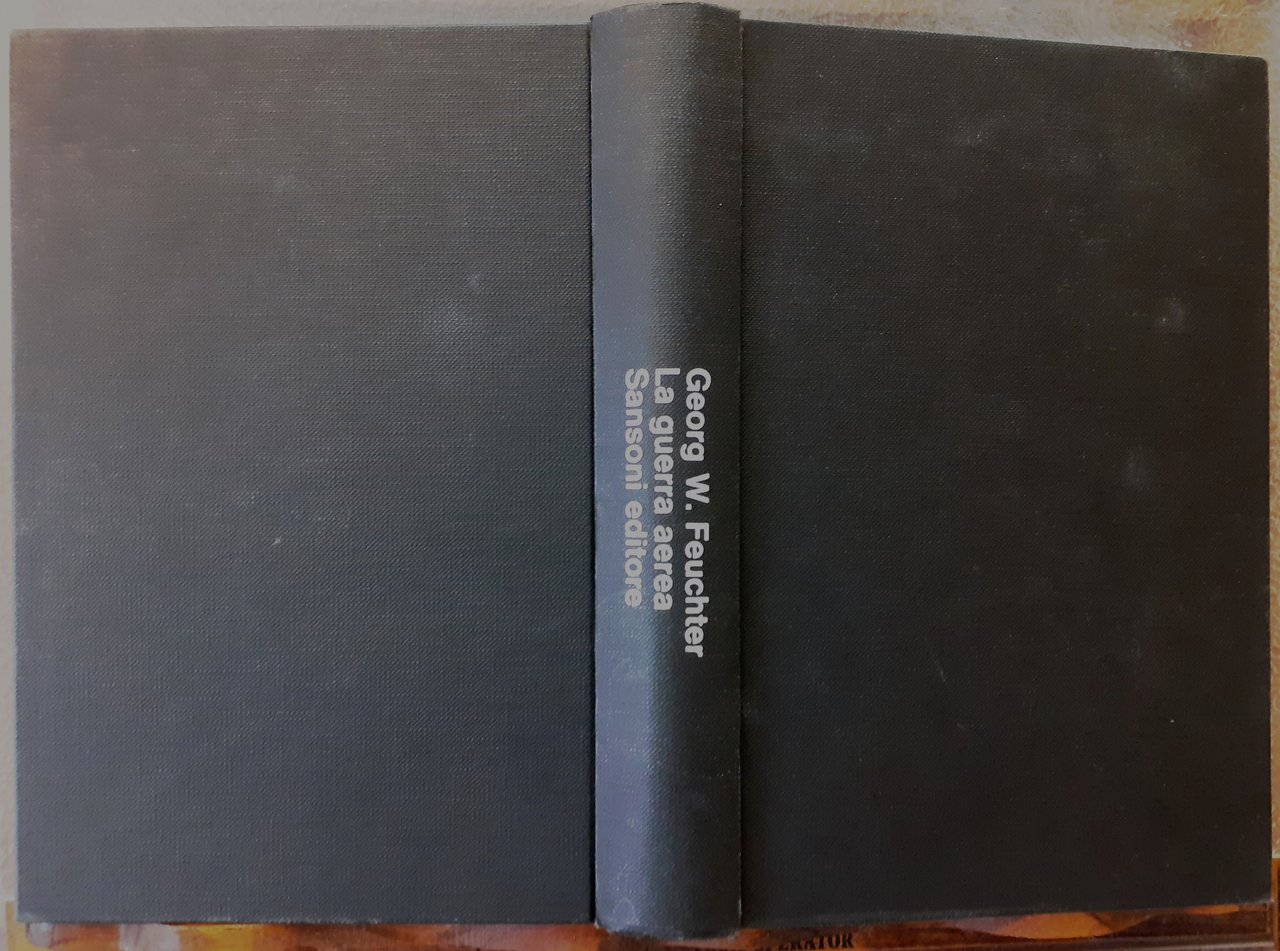 Georg W. Feuchter
La guerra aerea
Sansoni editore